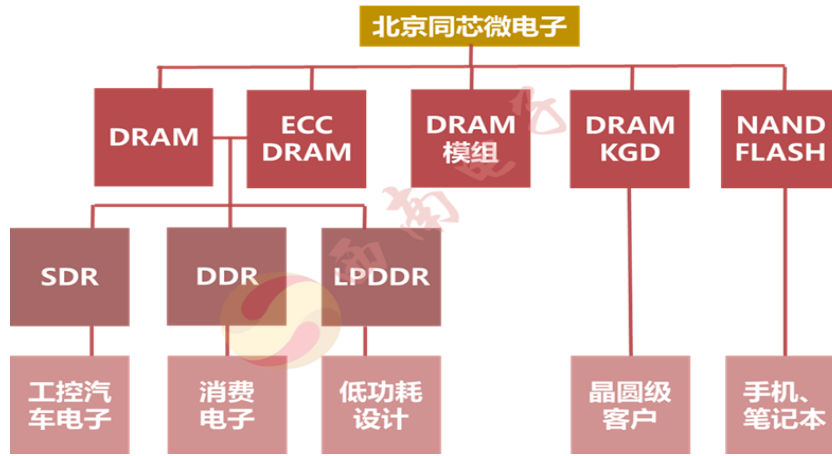 北京同芯微电子
DRAM
ECC
DRAM
DRAM
模组
DRAM
KGD
NAND
FLASH
SDR
DDR
LPDDR
工控汽
车电子
消费
电子
低功耗
设计
晶圆级
客户
手机、
笔记本